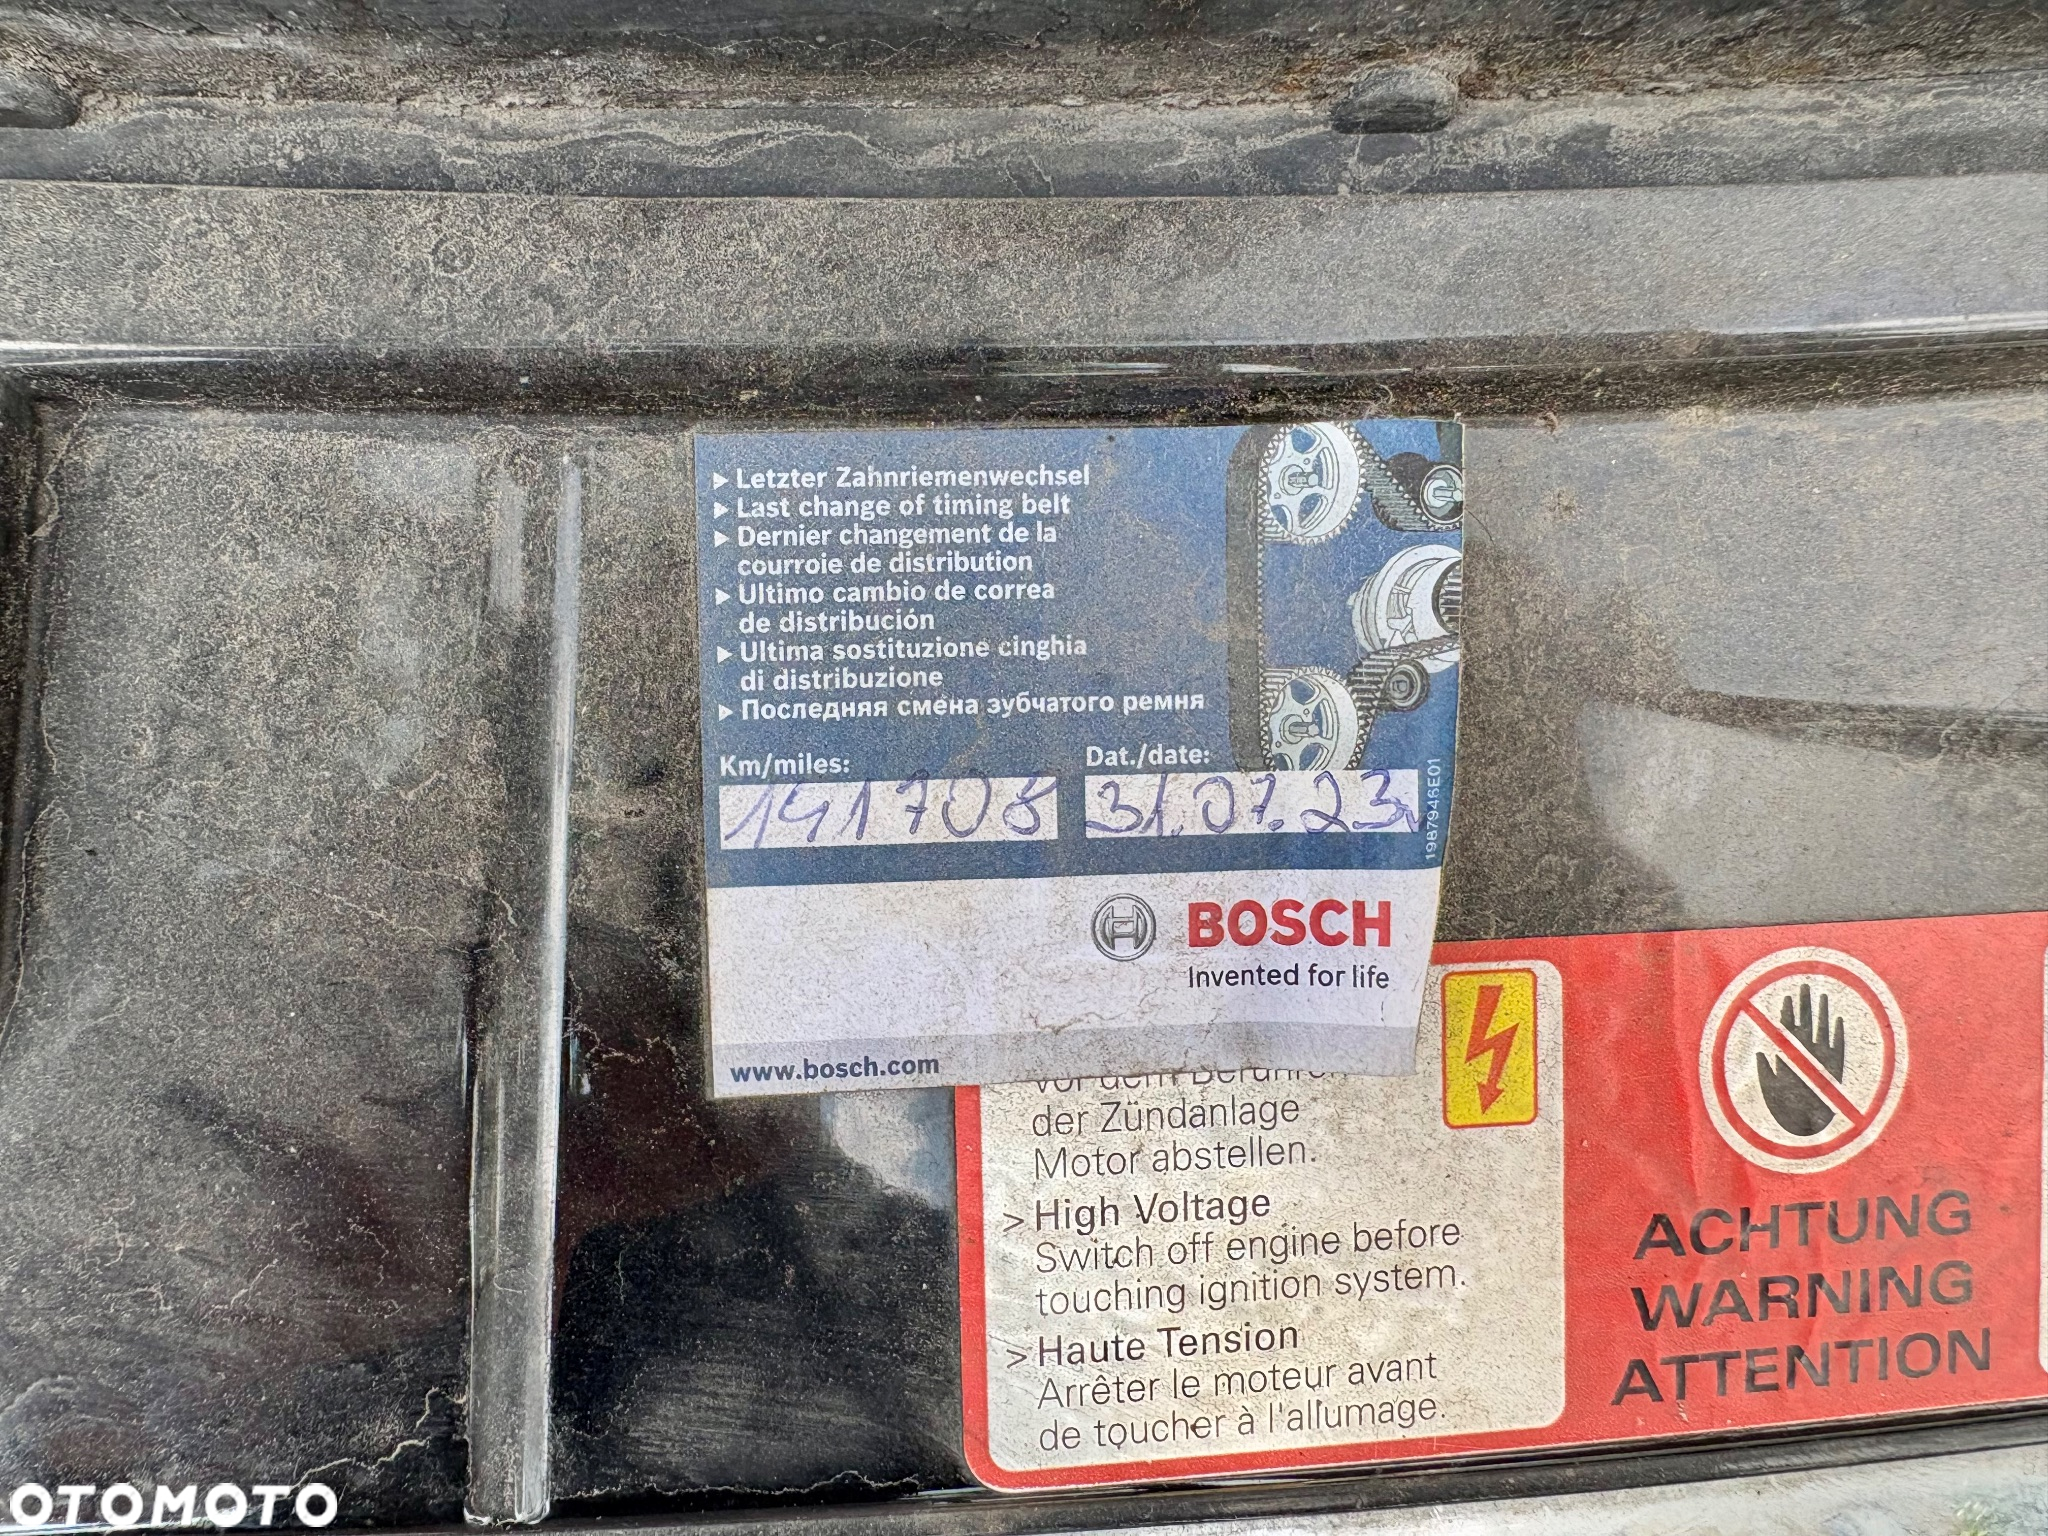 ▶ Letzter Zahnriemenwechsel
▶ Last change of timing belt
▶ Dernier changement de la
courroie de distribution
▶ Ultimo cambio de correa
de distribución
▶ Ultima sostituzione cinghia
di distribuzione
▶ Последняя смена зубчатого ремня
Km/miles:
Dat./date:
141708
31.07.23
1987946E01
BOSCH
Invented for life
www.bosch.com
vor dem Berühren
der Zündanlage
Motor abstellen.
> High Voltage
Switch off engine before
touching ignition system.
> Haute Tension
Arrêter le moteur avant
de toucher à l'allumage.
ACHTUNG
WARNING
ATTENTION
OTOMOTO